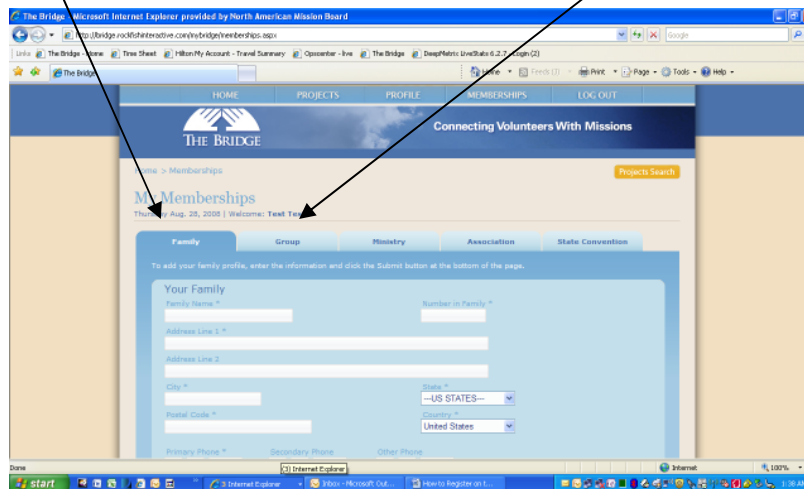 The Bridge - Microsoft Internet Explorer provided by North American Mission Board
http://bridge.rockfishinteractive.com/mybridge/memberships.aspx
Google
Links The Bridge - Home Time Sheet Hilton My Account - Travel Summary Opscenter - live The Bridge DeepMetrix LiveStats 6.2.7 - Login (2)
The Bridge Home Feeds (0) Print Page Tools Help
HOME PROJECTS PROFILE MEMBERSHIPS LOG OUT
THE BRIDGE
Connecting Volunteers With Missions
Home > Memberships
Projects Search
My Memberships
Thursday Aug. 28, 2008 | Welcome: Test
Family Group Ministry Association State Convention
To add your family profile, enter the information and click the Submit button at the bottom of the page.
Your Family
Family Name * Number in Family *
Address Line 1 *
Address Line 2
City * State *
---US STATES---
Postal Code * Country *
United States
Primary Phone * Secondary Phone Other Phone
(3) Internet Explorer
Done Internet 100%
start 3 Internet Explorer Inbox - Microsoft Out... How to Register on t... 1:38 AM